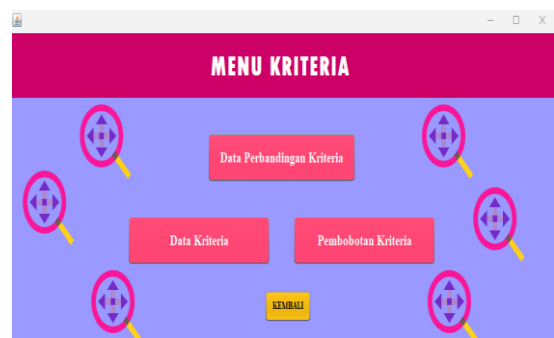 MENU KRITERIA
Data Perbandingan Kriteria
Data Kriteria
Pembobotan Kriteria
KEMBALI